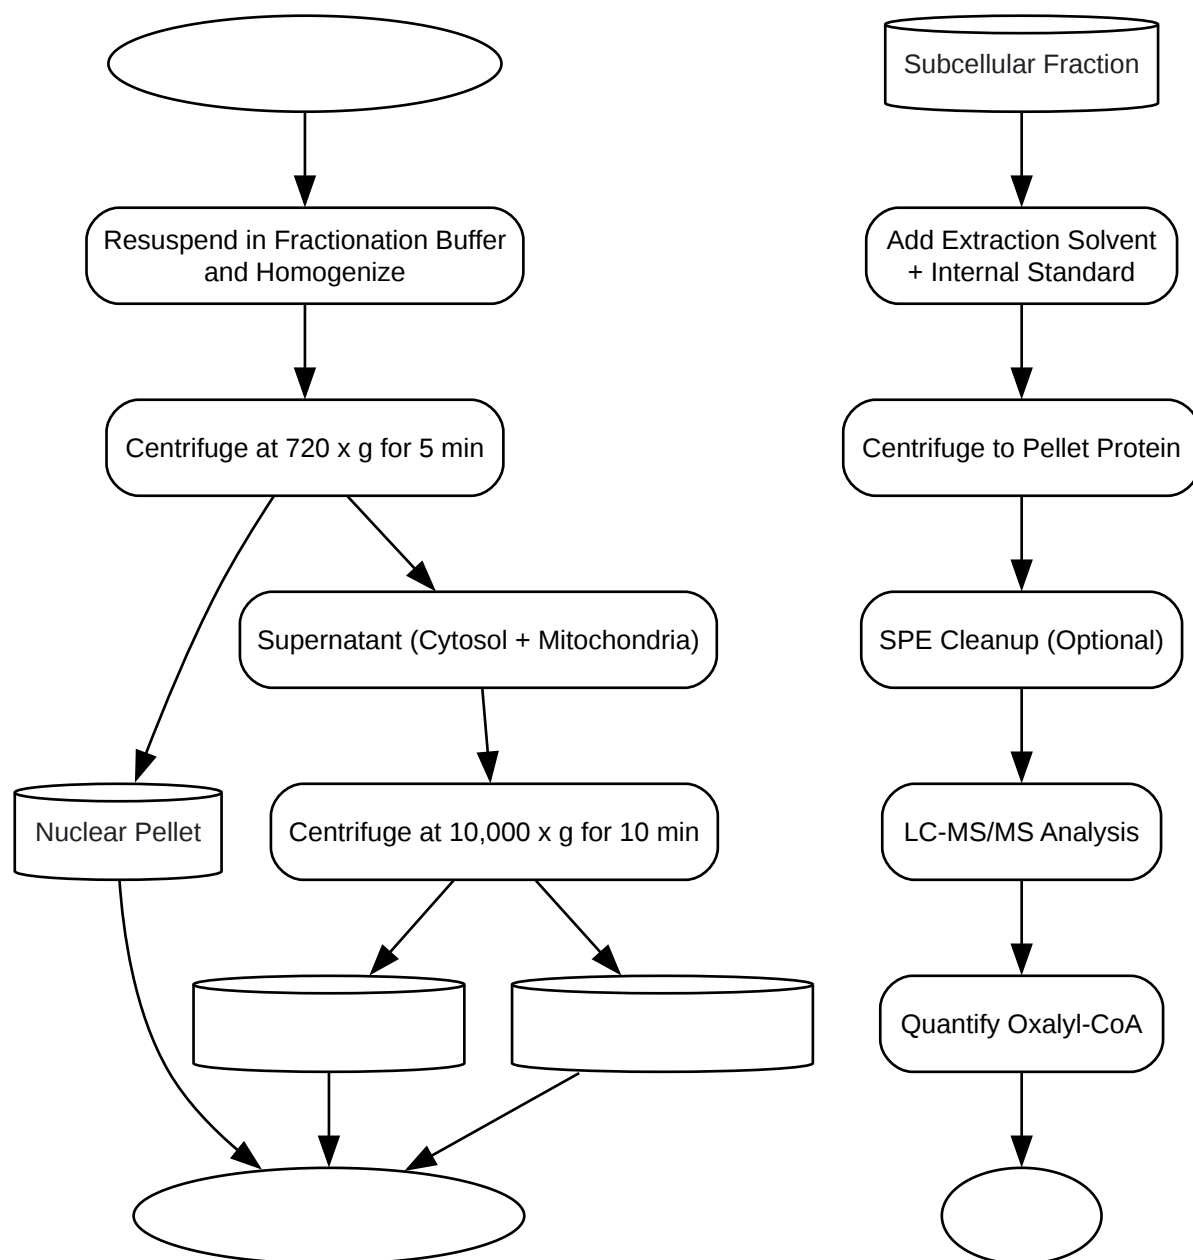 Resuspend in Fractionation Buffer
and Homogenize
Centrifuge at 720 x g for 5 min
Supernatant (Cytosol + Mitochondria)
Nuclear Pellet
Centrifuge at 10,000 x g for 10 min
Subcellular Fraction
Add Extraction Solvent
+ Internal Standard
Centrifuge to Pellet Protein
SPE Cleanup (Optional)
LC-MS/MS Analysis
Quantify Oxalyl-CoA